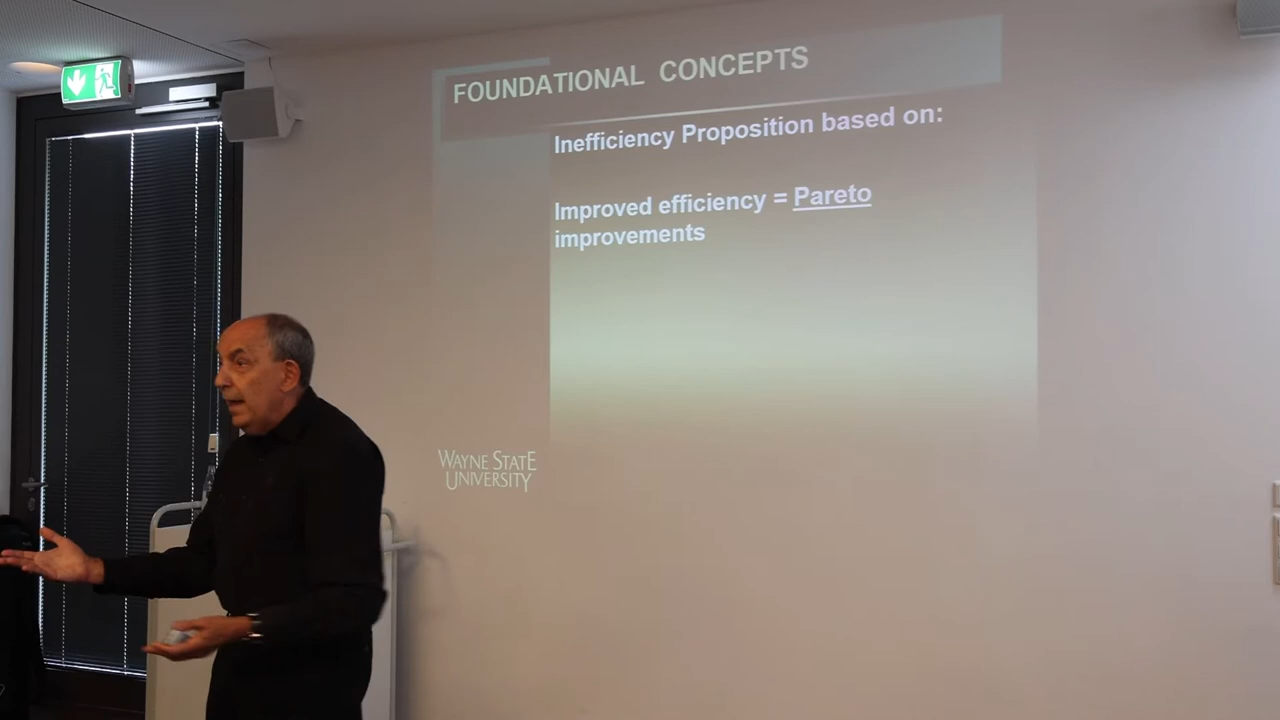 FOUNDATIONAL CONCEPTS
Inefficiency Proposition based on:
Improved efficiency = Pareto
improvements
WAYNE STATE
UNIVERSITY